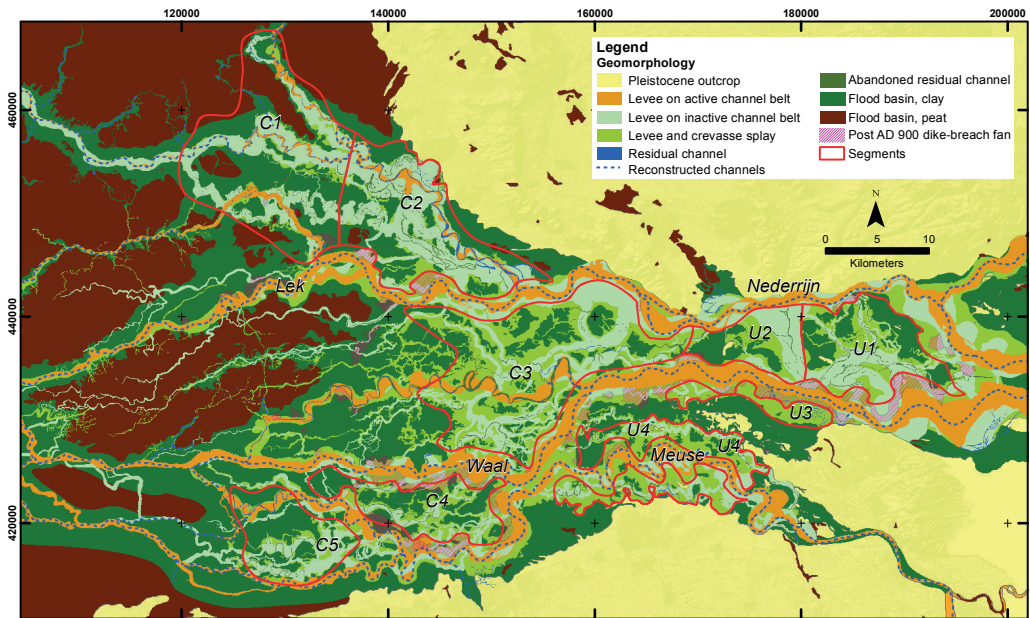 120000 140000 160000 180000 200000
460000
440000
420000
Legend
Geomorphology
Pleistocene outcrop
Levee on active channel belt
Levee on inactive channel belt
Levee and crevasse splay
Residual channel
Reconstructed channels
Abandoned residual channel
Flood basin, clay
Flood basin, peat
Post AD 900 dike-breach fan
Segments
N
0 5 10
Kilometers
C1
C2
Lek
Nederrijn
U2
U1
C3
U3
U4
U4
Meuse
Waal
C4
C5